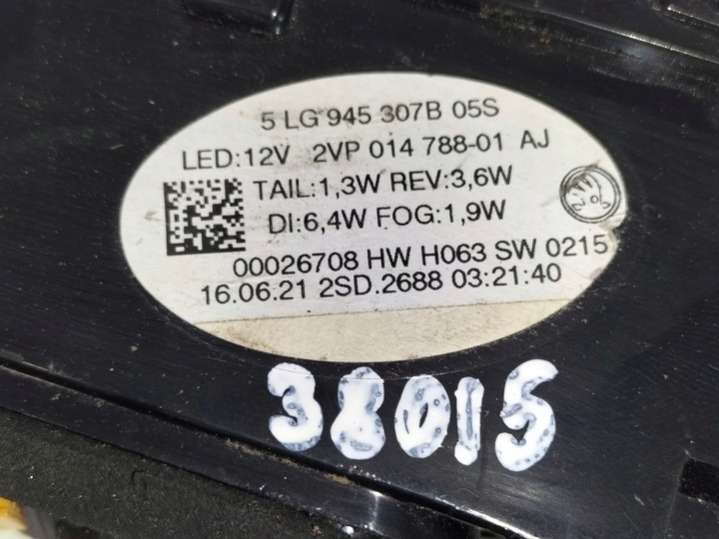 5 LG 945 307B 05S
LED:12V 2VP 014 788-01 AJ
TAIL:1,3W REV:3,6W
DI:6,4W FOG:1,9W
00026708 HW H063 SW 0215
16.06.21 2SD.2688 03:21:40
38015